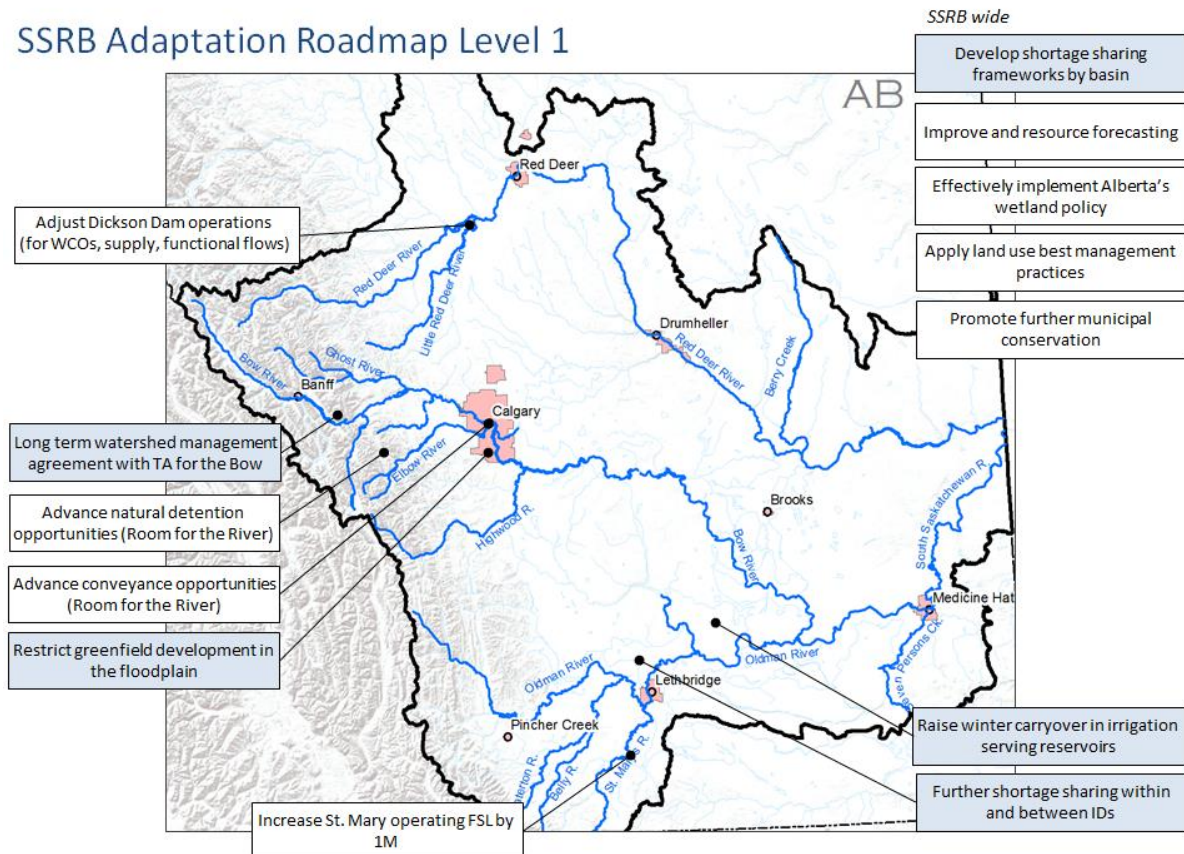 SSRB Adaptation Roadmap Level 1
SSRB wide
Develop shortage sharing
frameworks by basin
Improve and resource forecasting
Effectively implement Alberta's
wetland policy
Apply land use best management
practices
Promote further municipal
conservation
AB
Red Deer
Adjust Dickson Dam operations
(for WCOs, supply, functional flows)
Red Deer River
Little Red Deer River
Drumheller
Red Deer River
Berry Creek
Ghost River
Bow River
Banff
Calgary
Long term watershed management
agreement with TA for the Bow
Elbow River
Advance natural detention
opportunities (Room for the River)
Highwood R.
Brooks
Bow River
South Saskatchewan R.
Advance conveyance opportunities
(Room for the River)
Medicine Hat
Restrict greenfield development in
the floodplain
Oldman River
Oldman River
even Persons Ck.
Lethbridge
Pincher Creek
terton R.
Belly R.
St. Mary R.
Raise winter carryover in irrigation
serving reservoirs
Further shortage sharing within
and between IDs
Increase St. Mary operating FSL by
1M